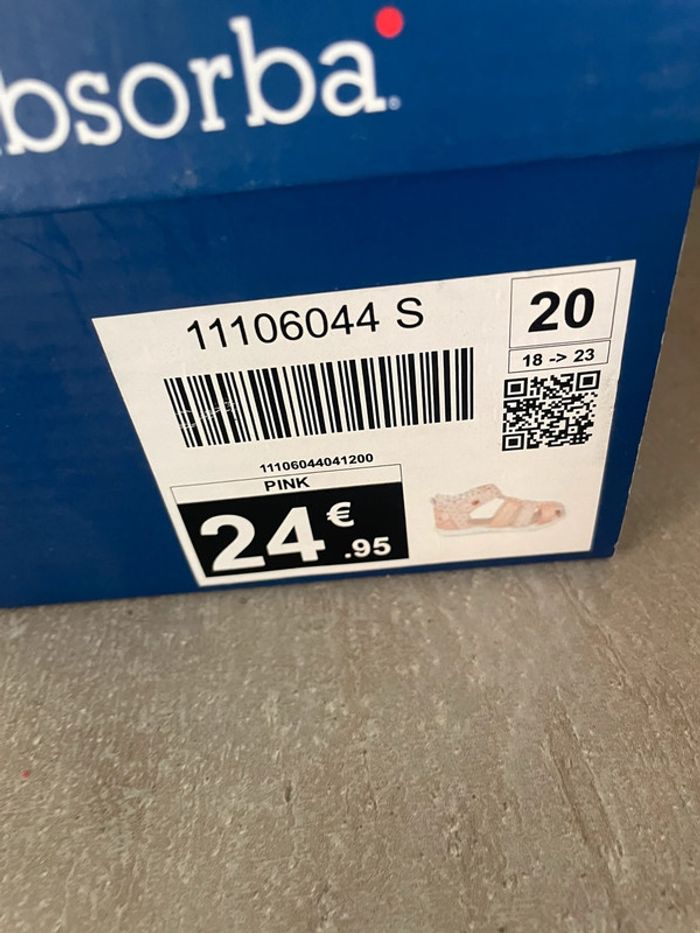 bsorba
11106044 S
20
18 -> 23
11106044041200
PINK
24€.95